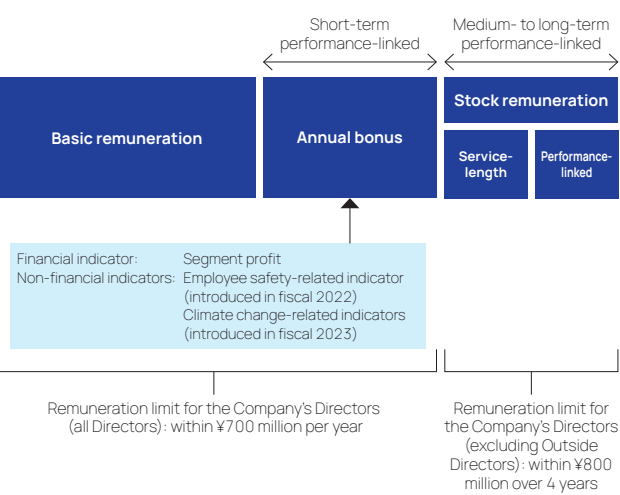 Short-term
performance-linked
Medium- to long-term
performance-linked
Basic remuneration
Annual bonus
Stock remuneration
Service-
length
Performance-
linked
Financial indicator: Segment profit
Non-financial indicators: Employee safety-related indicator
(introduced in fiscal 2022)
Climate change-related indicators
(introduced in fiscal 2023)
Remuneration limit for the Company's Directors
(all Directors): within ¥700 million per year
Remuneration limit for
the Company's Directors
(excluding Outside
Directors): within ¥800
million over 4 years